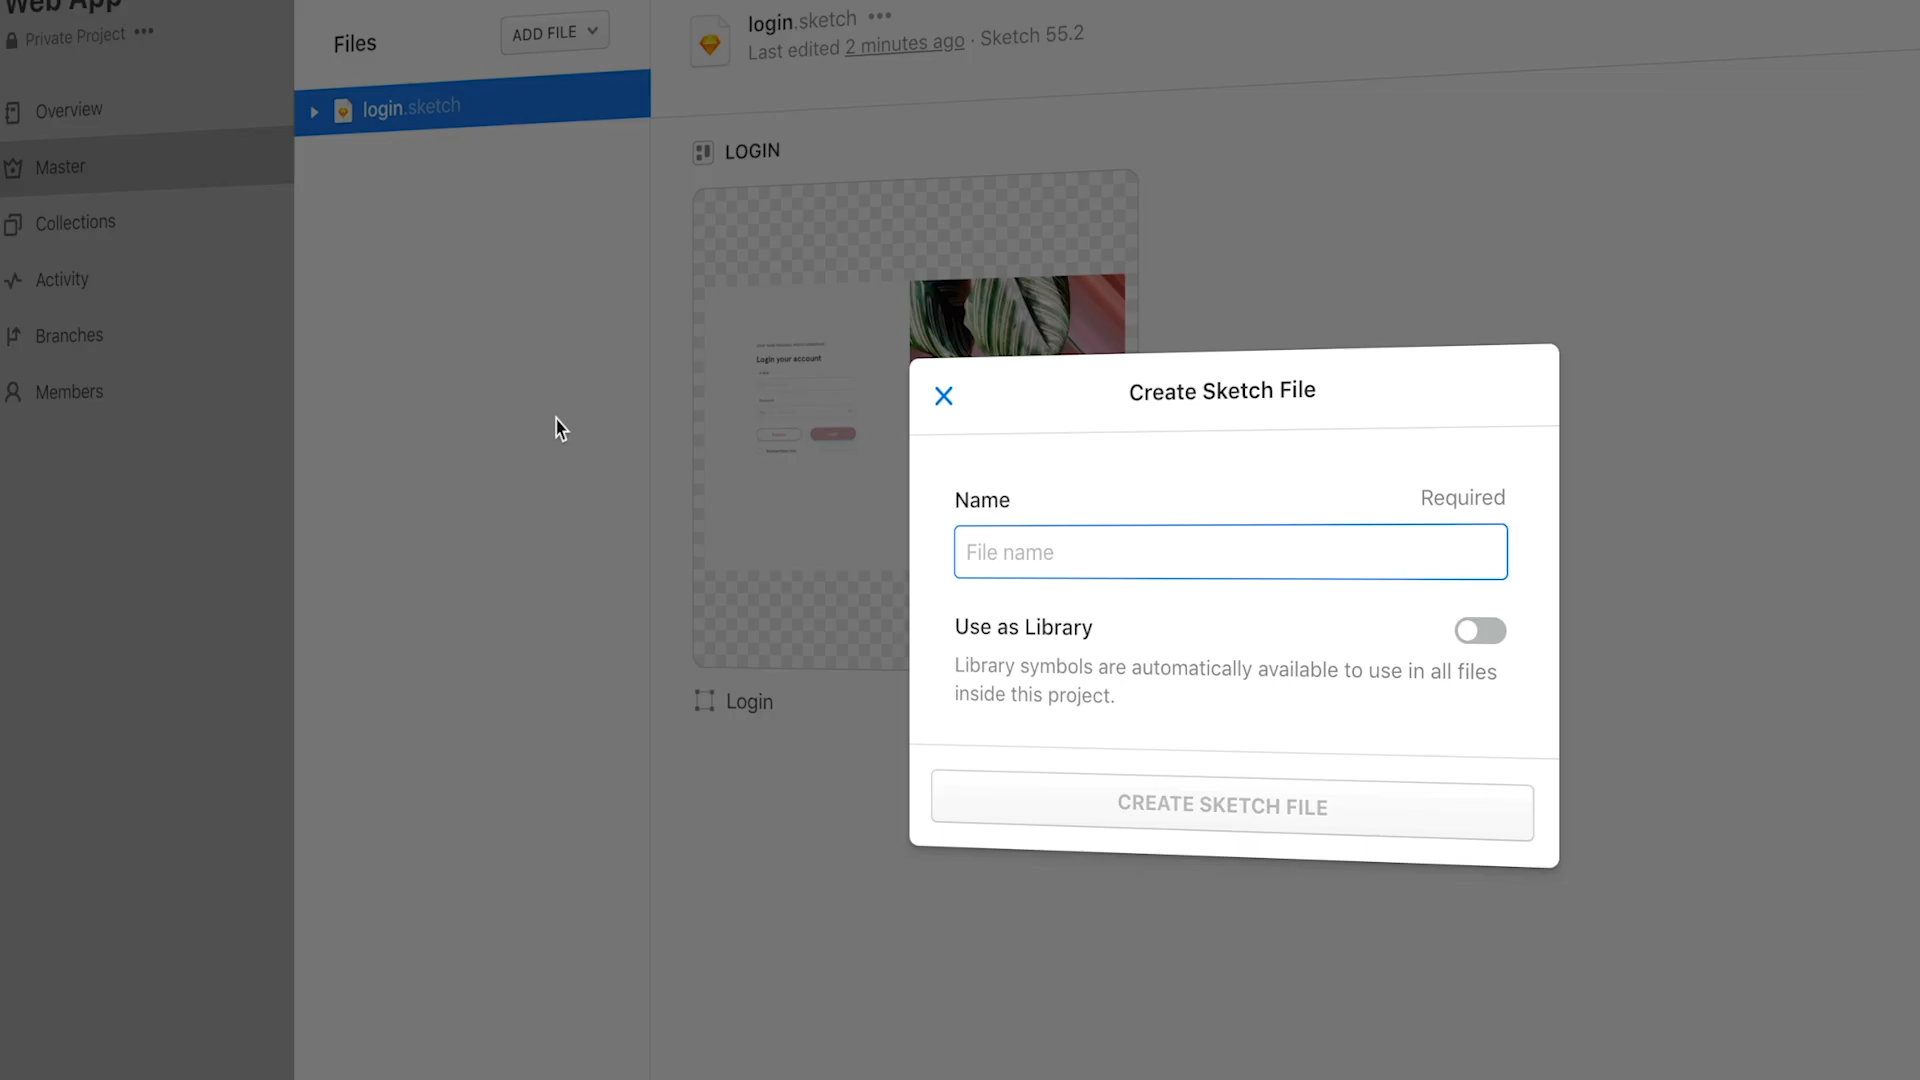 Web App
Private Project
Overview
Master
Collections
Activity
Branches
Members
Files
ADD FILE
login.sketch
login.sketch
Last edited 2 minutes ago · Sketch 55.2
LOGIN
Login your account
Login
Create Sketch File
Name
Required
File name
Use as Library
Library symbols are automatically available to use in all files
inside this project.
CREATE SKETCH FILE